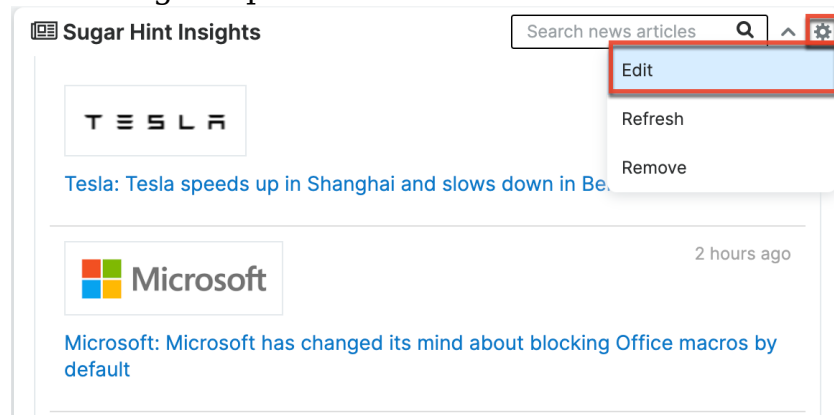 Sugar Hint Insights
Search news articles
Edit
Refresh
Remove
TESLA
Tesla: Tesla speeds up in Shanghai and slows down in
2 hours ago
Microsoft
Microsoft: Microsoft has changed its mind about blocking Office macros by
default